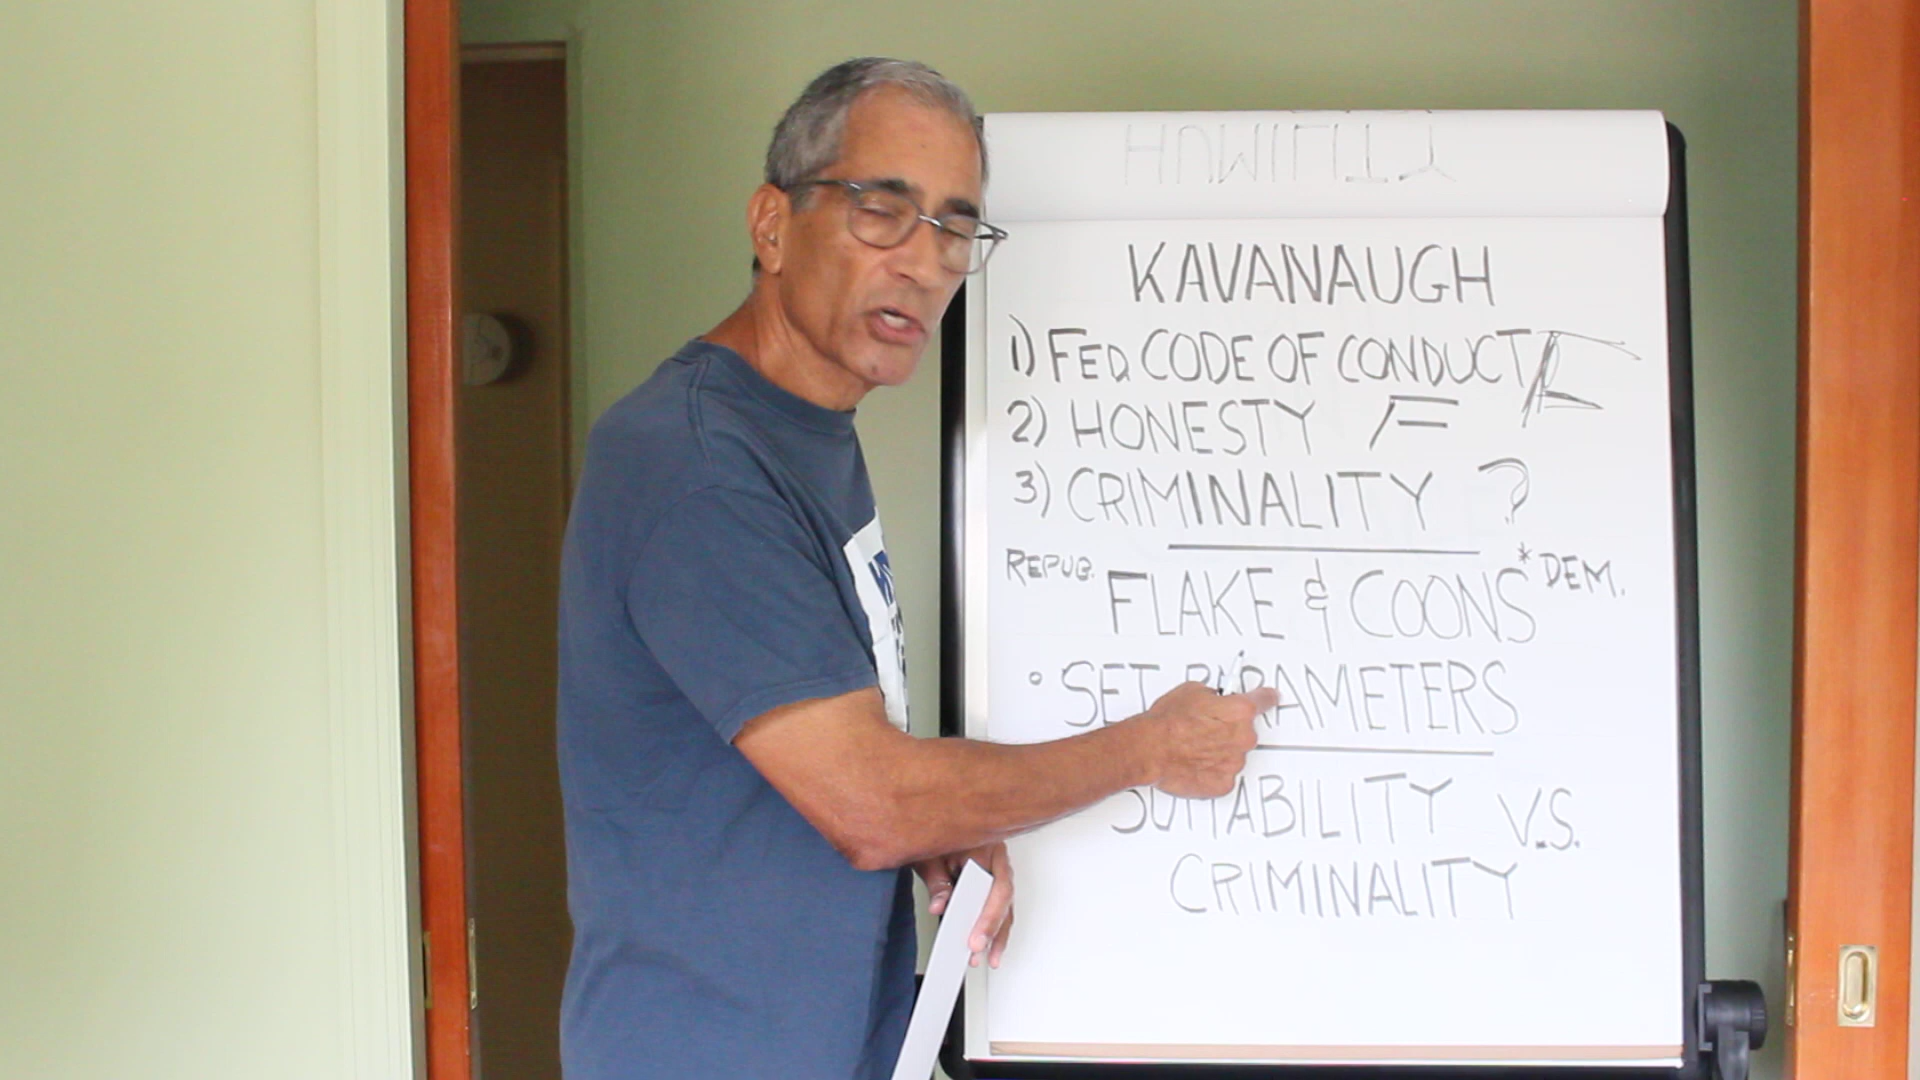 KAVANAUGH
1) FED CODE OF CONDUCT F
2) HONESTY F
3) CRIMINALITY ?
REPUB. FLAKE & COONS *DEM.
• SET PARAMETERS
SUITABILITY V.S.
CRIMINALITY